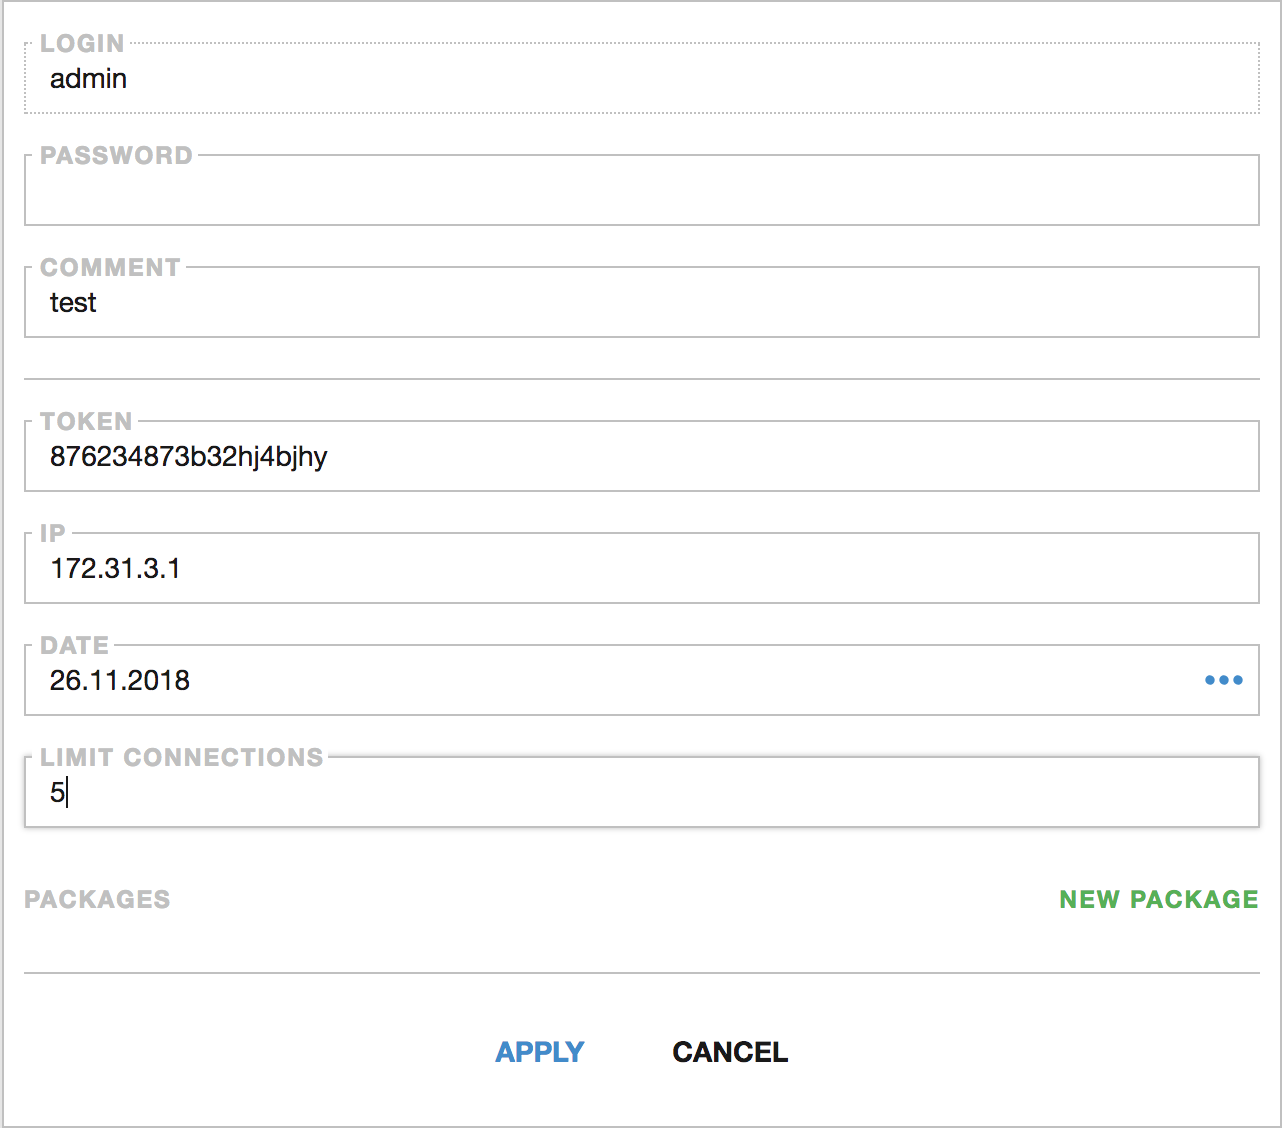 LOGIN
admin
PASSWORD
COMMENT
test
TOKEN
876234873b32hj4bjhy
IP
172.31.3.1
DATE
26.11.2018
LIMIT CONNECTIONS
5
PACKAGES NEW PACKAGE
APPLY CANCEL